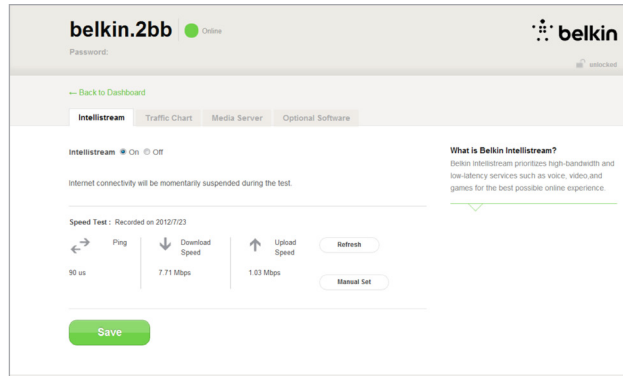 belkin.2bb Online
belkin
Password:
unlocked
← Back to Dashboard
Intellistream Traffic Chart Media Server Optional Software
Intellistream On Off
Internet connectivity will be momentarily suspended during the test.
What is Belkin Intellistream?
Belkin Intellistream prioritizes high-bandwidth and
low-latency services such as voice, video,and
games for the best possible online experience.
Speed Test : Recorded on 2012/7/23
Ping
90 us
Download
Speed
7.71 Mbps
Upload
Speed
1.03 Mbps
Refresh
Manual Set
Save